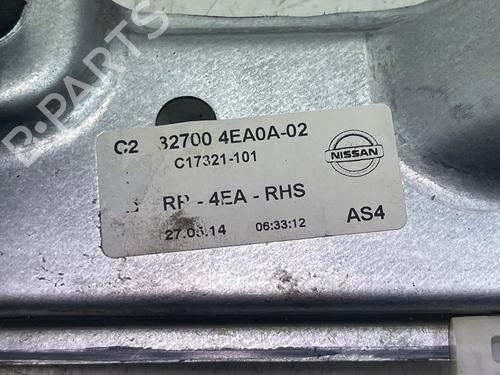 B-PARTS
C2 82700 4EA0A-02
C17321-101
NISSAN
RR - 4EA - RHS
27.05.14 06:33:12
AS4